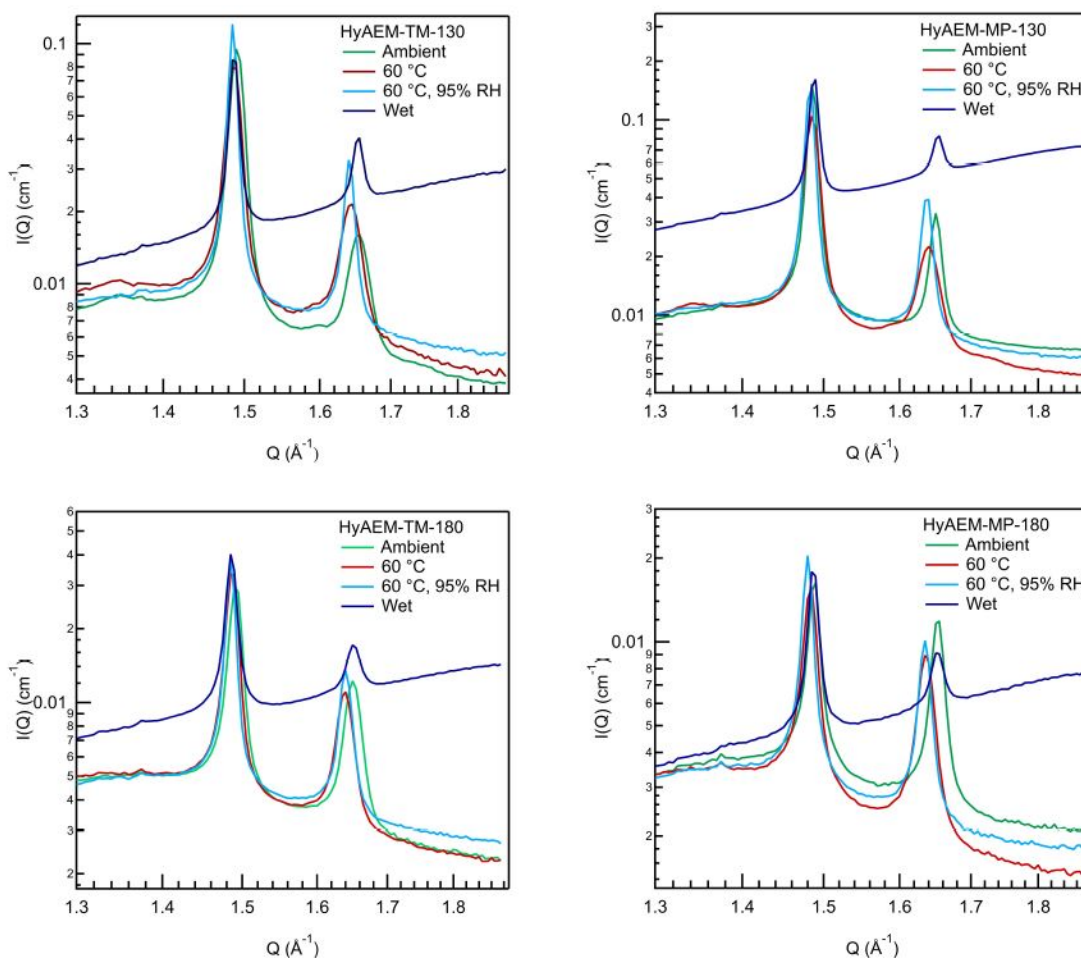 HyAEM-TM-130
Ambient
60 °C
60 °C, 95% RH
Wet
0.1
8
7
6
5
4
3
2
0.01
8
7
6
5
4
I(Q) (cm⁻¹)
1.3 1.4 1.5 1.6 1.7 1.8
Q (Å⁻¹)
HyAEM-MP-130
Ambient
60 °C
60 °C, 95% RH
Wet
3
2
0.1
8
7
6
5
4
3
2
0.01
8
7
6
5
4
I(Q) (cm⁻¹)
1.3 1.4 1.5 1.6 1.7 1.8
Q (Å⁻¹)
HyAEM-TM-180
Ambient
60 °C
60 °C, 95% RH
Wet
6
5
4
3
2
0.01
9
8
7
6
5
4
3
2
I(Q) (cm⁻¹)
1.3 1.4 1.5 1.6 1.7 1.8
Q (Å⁻¹)
HyAEM-MP-180
Ambient
60 °C
60 °C, 95% RH
Wet
3
2
0.01
9
8
7
6
5
4
3
2
I(Q) (cm⁻¹)
1.3 1.4 1.5 1.6 1.7 1.8
Q (Å⁻¹)